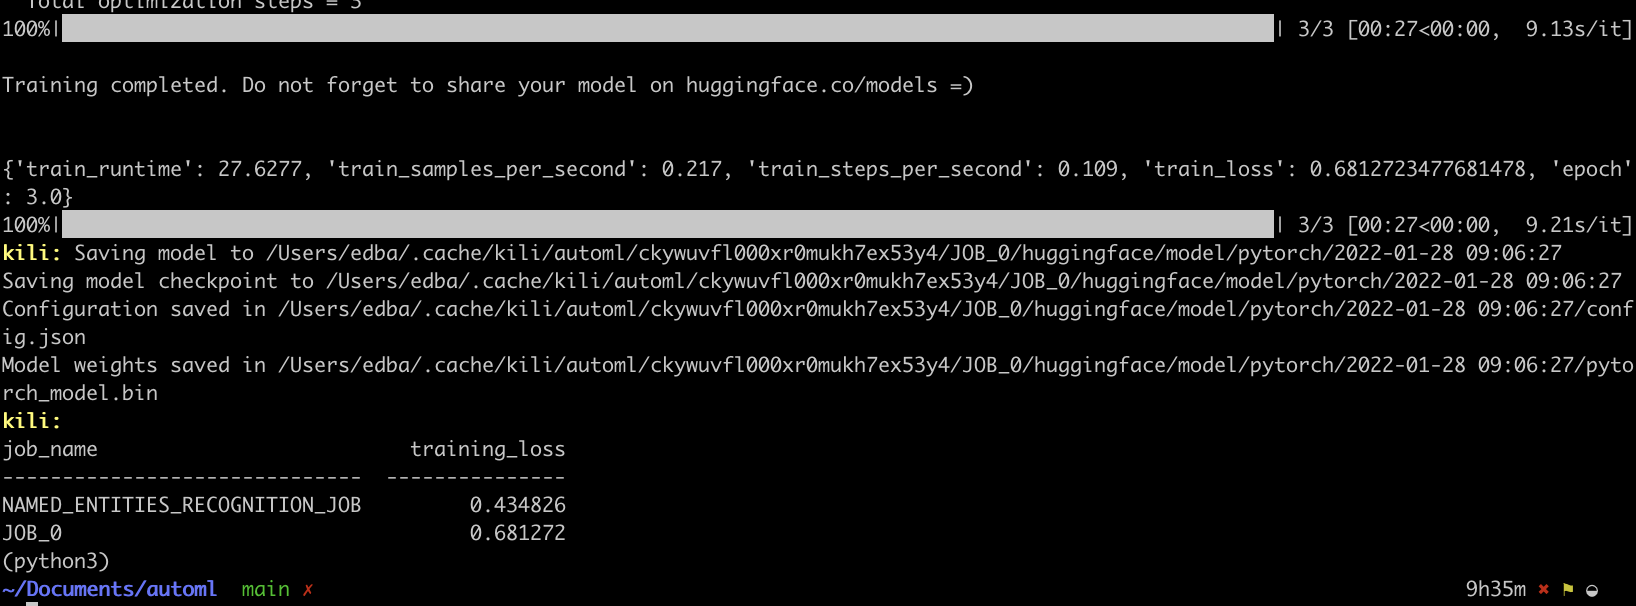 Total optimization steps = 3
100%| | 3/3 [00:27<00:00,  9.13s/it]
Training completed. Do not forget to share your model on huggingface.co/models =)
{'train_runtime': 27.6277, 'train_samples_per_second': 0.217, 'train_steps_per_second': 0.109, 'train_loss': 0.6812723477681478, 'epoch'
: 3.0}
100%| | 3/3 [00:27<00:00,  9.21s/it]
kili: Saving model to /Users/edba/.cache/kili/automl/ckywuvfl000xr0mukh7ex53y4/JOB_0/huggingface/model/pytorch/2022-01-28 09:06:27
Saving model checkpoint to /Users/edba/.cache/kili/automl/ckywuvfl000xr0mukh7ex53y4/JOB_0/huggingface/model/pytorch/2022-01-28 09:06:27
Configuration saved in /Users/edba/.cache/kili/automl/ckywuvfl000xr0mukh7ex53y4/JOB_0/huggingface/model/pytorch/2022-01-28 09:06:27/conf
ig.json
Model weights saved in /Users/edba/.cache/kili/automl/ckywuvfl000xr0mukh7ex53y4/JOB_0/huggingface/model/pytorch/2022-01-28 09:06:27/pyto
rch_model.bin
kili:
job_name                          training_loss
------------------------------  ---------------
NAMED_ENTITIES_RECOGNITION_JOB         0.434826
JOB_0                                  0.681272
(python3)
~/Documents/automl  main ✗ 9h35m ✖ ⚑ ◒